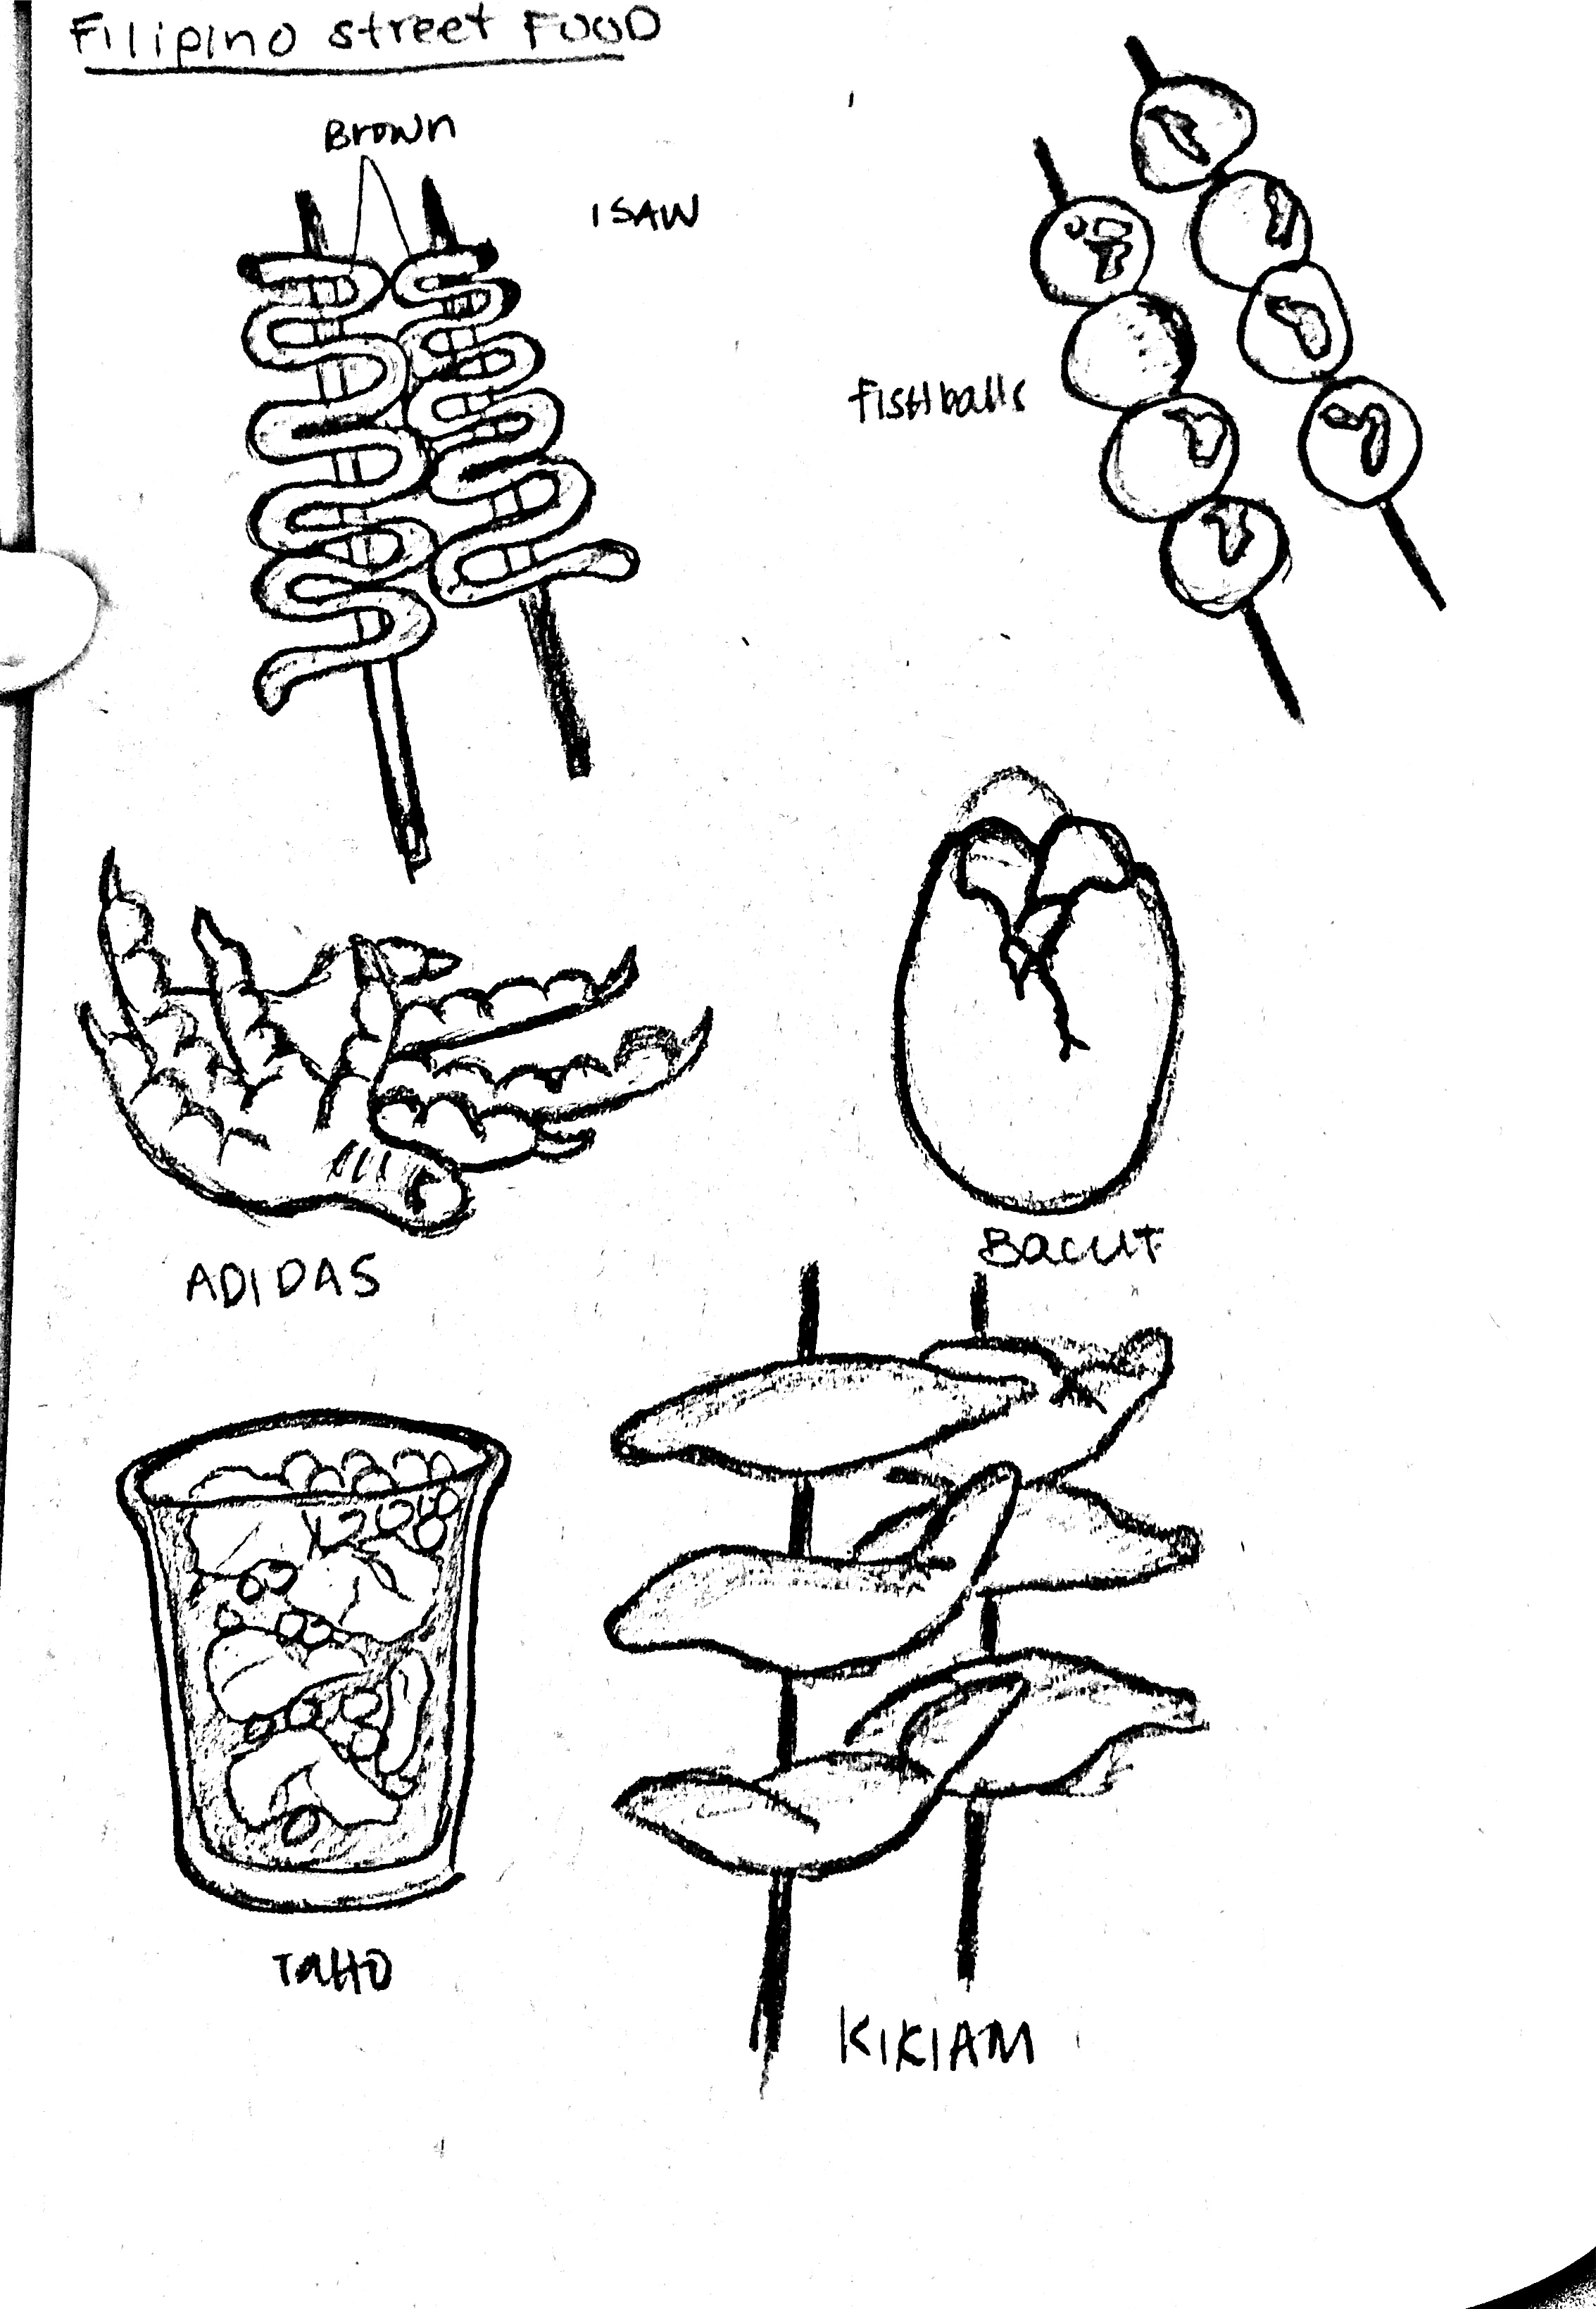 Filipino street FOOD
Brown
ISAW
FISHballs
ADIDAS
BaLUT
TaHO
KIKIAM